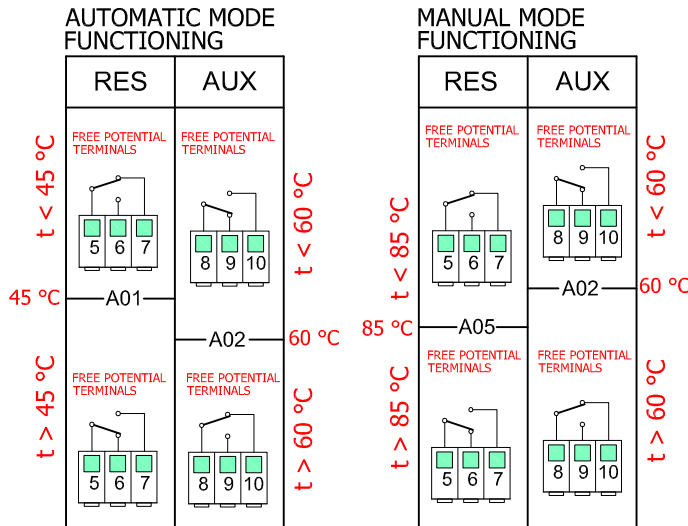 AUTOMATIC MODE
FUNCTIONING
RES AUX
FREE POTENTIAL
TERMINALS
5 6 7
t < 45 °C
FREE POTENTIAL
TERMINALS
8 9 10
t < 60 °C
45 °C A01
A02 60 °C
FREE POTENTIAL
TERMINALS
5 6 7
t > 45 °C
FREE POTENTIAL
TERMINALS
8 9 10
t > 60 °C
MANUAL MODE
FUNCTIONING
RES AUX
FREE POTENTIAL
TERMINALS
5 6 7
t < 85 °C
FREE POTENTIAL
TERMINALS
8 9 10
t < 60 °C
A02 60 °C
85 °C A05
FREE POTENTIAL
TERMINALS
5 6 7
t > 85 °C
FREE POTENTIAL
TERMINALS
8 9 10
t > 60 °C